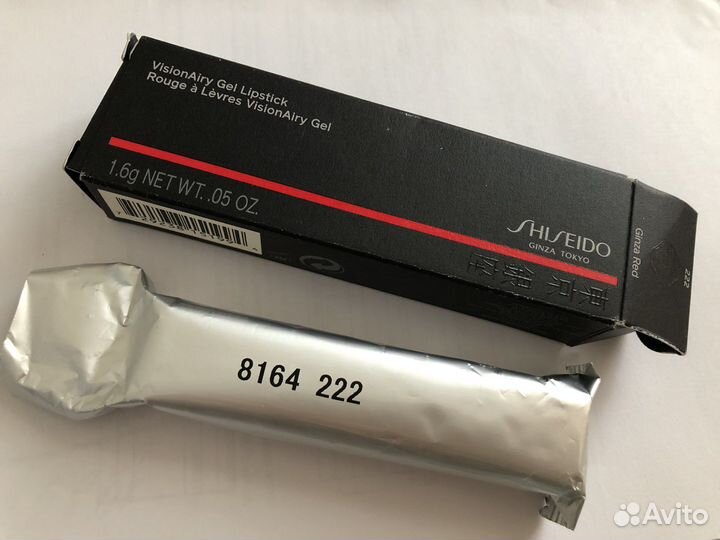 VisionAiry Gel Lipstick
Rouge à Lèvres VisionAiry Gel
1.6g NET WT. .05 OZ.
SHISEIDO
GINZA TOKYO
東京銀座
Ginza Red
222
8164 222
Avito